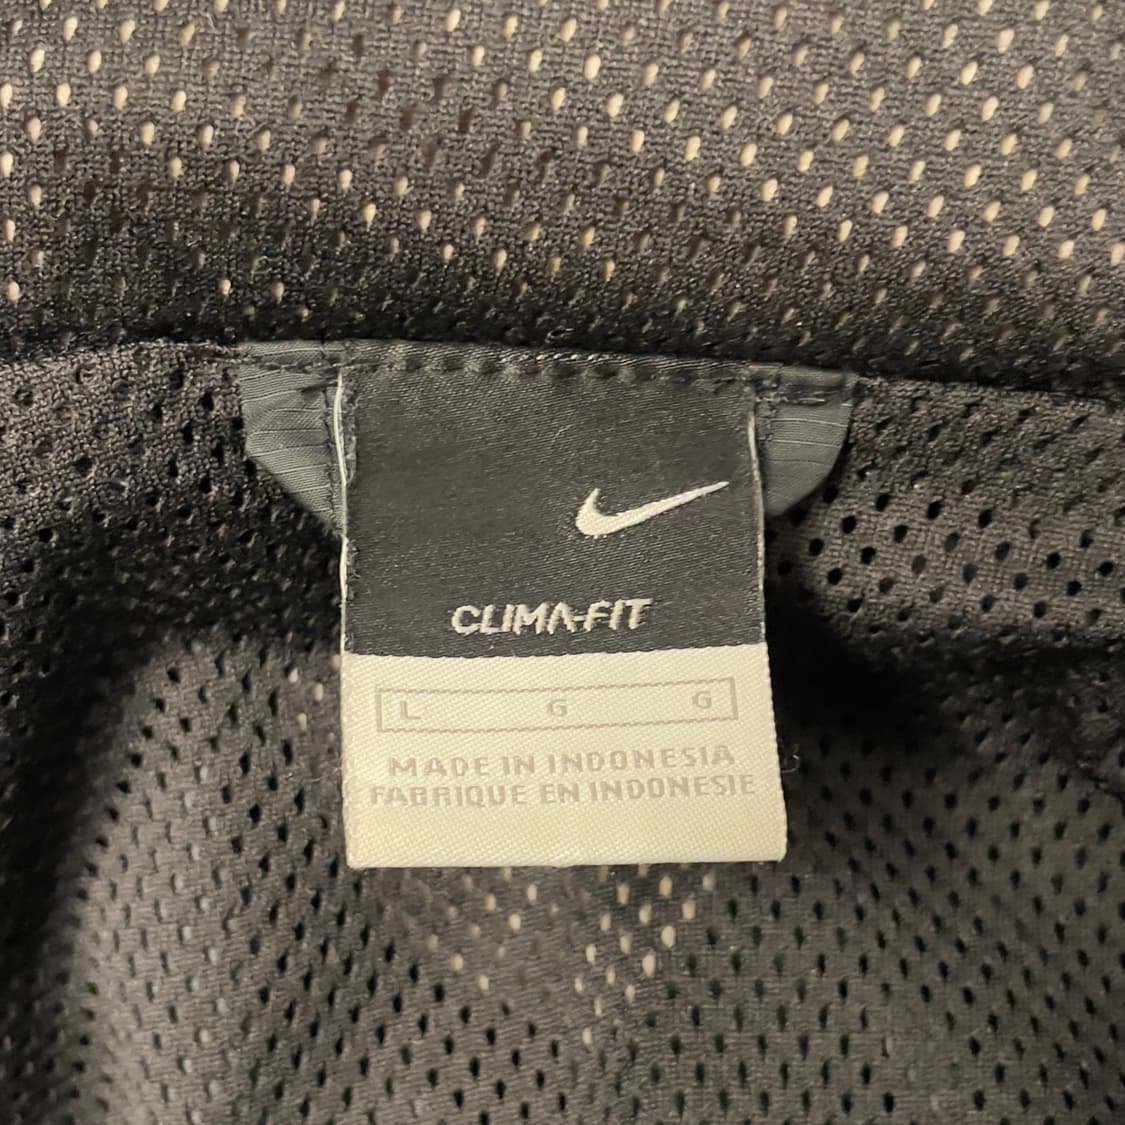 CLIMA-FIT
L G G
MADE IN INDONESIA
FABRIQUE EN INDONESIE